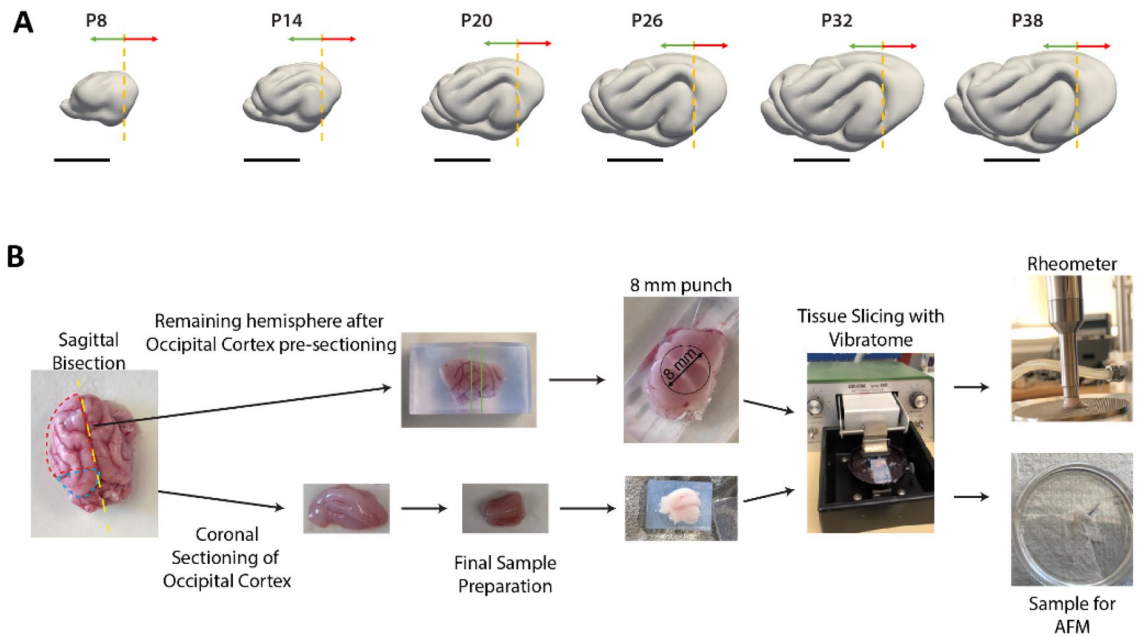 A
P8
P14
P20
P26
P32
P38
B
Sagittal
Bisection
Remaining hemisphere after
Occipital Cortex pre-sectioning
8 mm punch
8 mm
Tissue Slicing with
Vibratome
Rheometer
Coronal
Sectioning of
Occipital Cortex
Final Sample
Preparation
Sample for
AFM